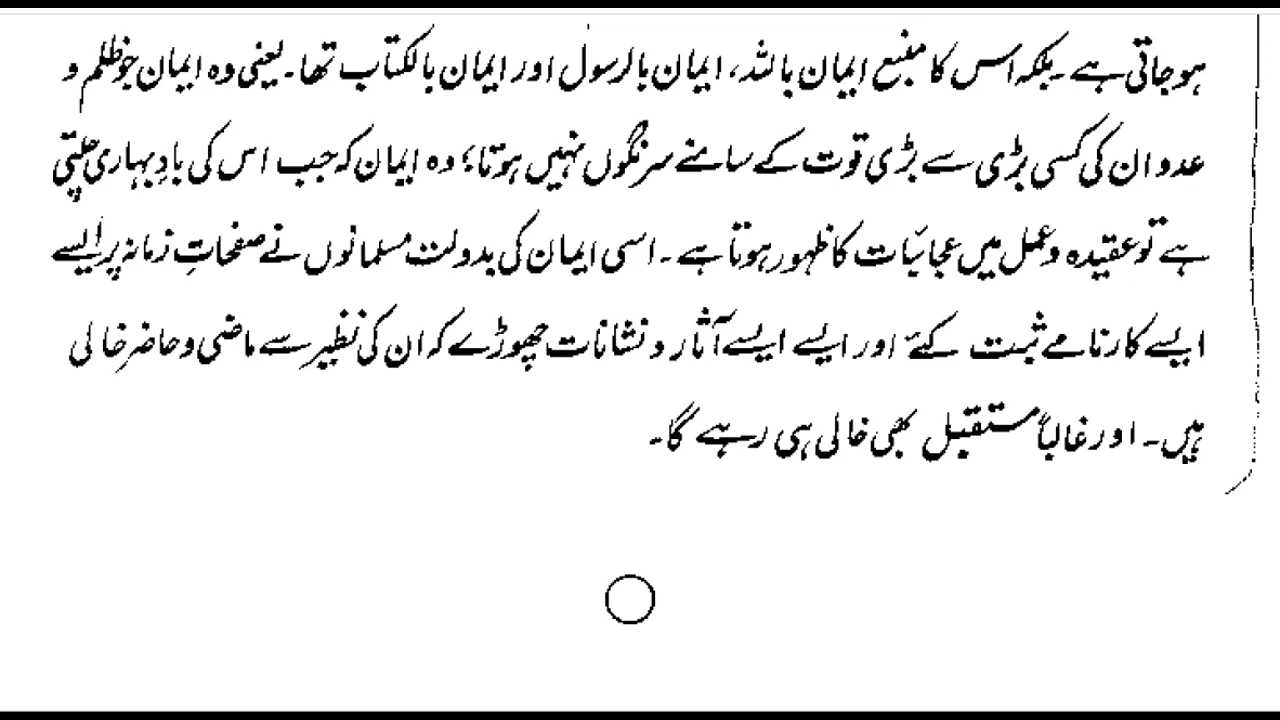 ہوجاتی ہے۔ بلکہ اس کا منبع ایمان باللہ، ایمان بالرسول اور ایمان بالکتاب تھا۔ یعنی وہ ایمان جو ظلم و
عدوان کی کسی بڑی سے بڑی قوت کے سامنے سرنگوں نہیں ہوتا؛ وہ ایمان کہ جب اس کی بادِ بہاری چلتی
ہے تو عقیدہ و عمل میں عجائبات کا ظہور ہوتا ہے۔ اسی ایمان کی بدولت مسلمانوں نے صفحاتِ زمانہ پر ایسے
ایسے کارنامے ثبت کئے اور ایسے ایسے آثار و نشانات چھوڑے کہ ان کی نظیر سے ماضی و حاضر خالی
ہیں۔ اور غالباً مستقبل بھی خالی ہی رہے گا۔